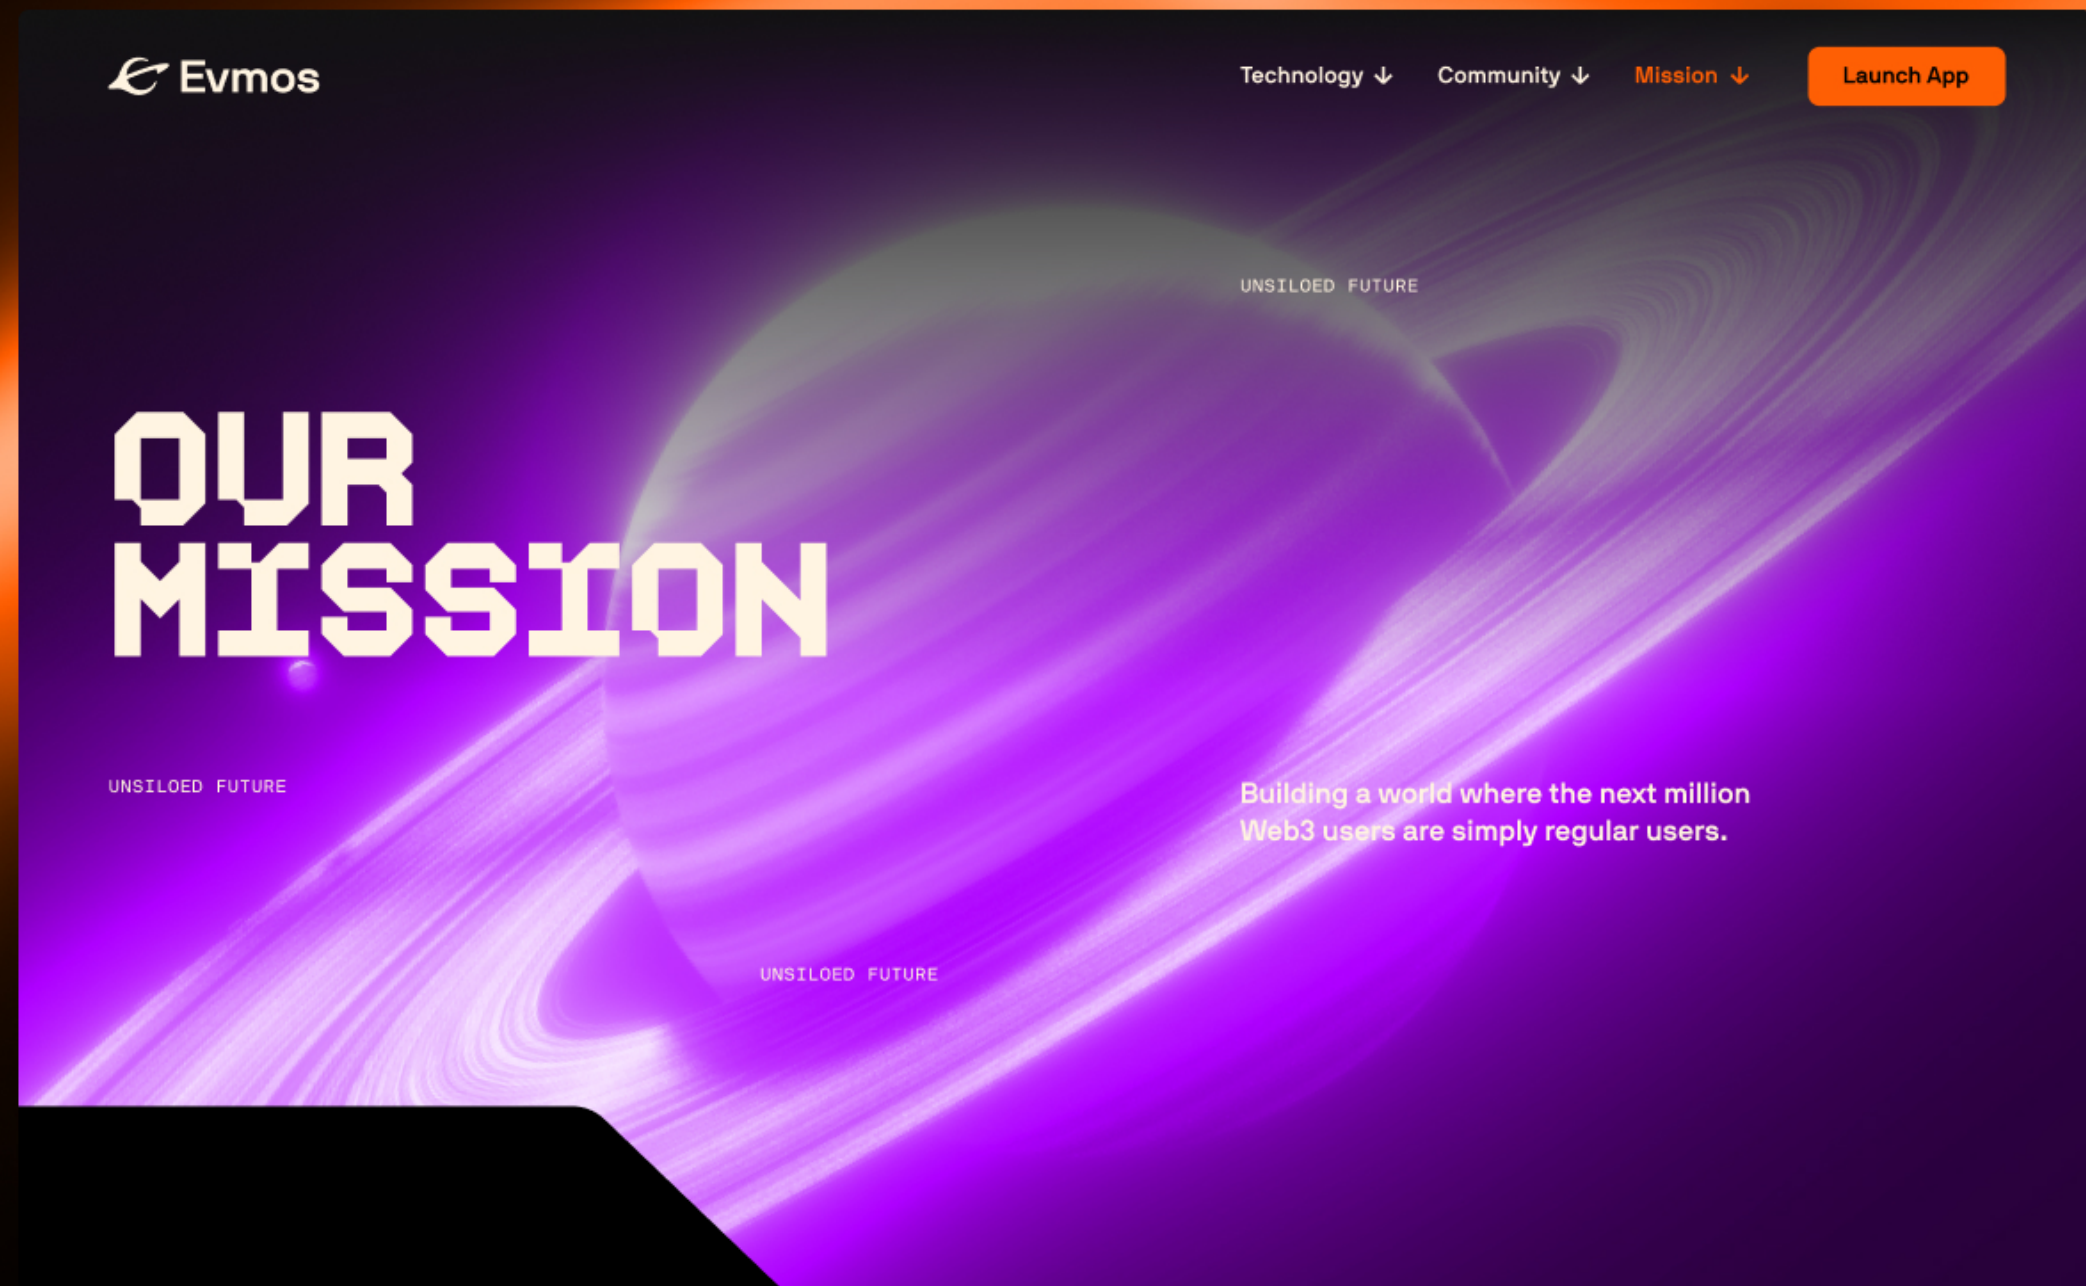 Evmos
Technology ↓ Community ↓ Mission ↓ Launch App
UNSILOED FUTURE
OUR
MISSION
UNSILOED FUTURE
Building a world where the next million
Web3 users are simply regular users.
UNSILOED FUTURE